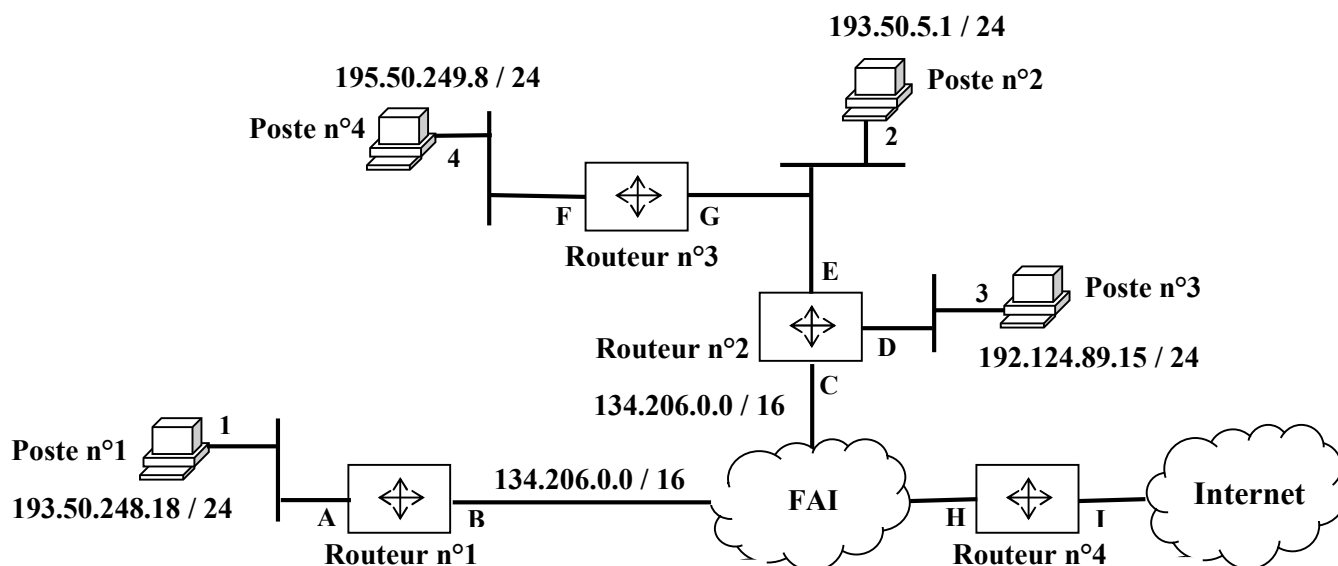 193.50.5.1 / 24
195.50.249.8 / 24
Poste n°2
Poste n°4
4
2
F
G
Routeur n°3
E
3
Poste n°3
Routeur n°2
D
192.124.89.15 / 24
C
134.206.0.0 / 16
1
Poste n°1
134.206.0.0 / 16
FAI
Internet
193.50.248.18 / 24
A
B
H
I
Routeur n°1
Routeur n°4